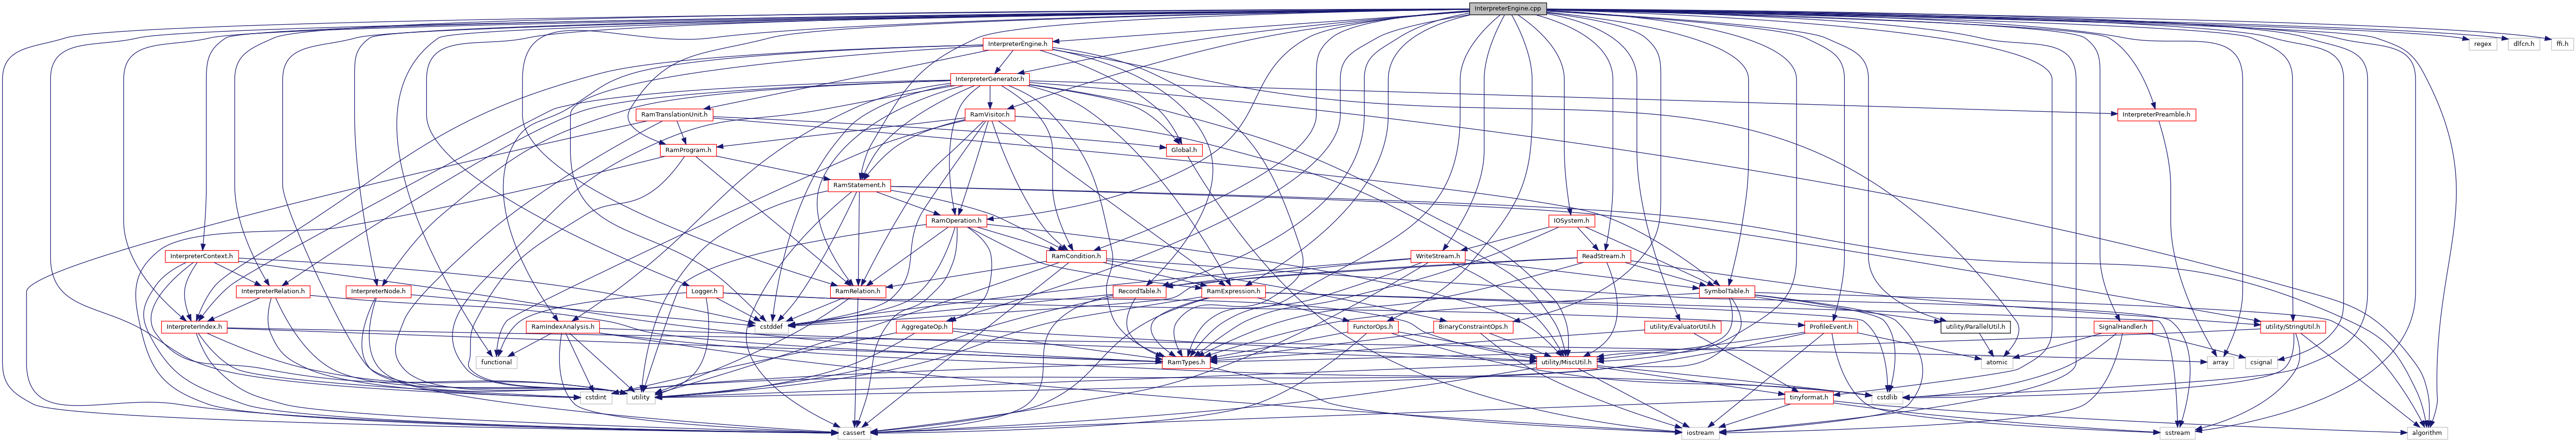 InterpreterEngine.cpp
InterpreterEngine.h
regex
dlfcn.h
ffi.h
InterpreterGenerator.h
RamTranslationUnit.h
RamVisitor.h
InterpreterPreamble.h
RamProgram.h
Global.h
RamStatement.h
RamOperation.h
IOSystem.h
InterpreterContext.h
RamCondition.h
WriteStream.h
ReadStream.h
InterpreterRelation.h
InterpreterNode.h
Logger.h
RamRelation.h
RecordTable.h
RamExpression.h
SymbolTable.h
InterpreterIndex.h
RamIndexAnalysis.h
cstddef
AggregateOp.h
FunctorOps.h
BinaryConstraintOps.h
utility/EvaluatorUtil.h
ProfileEvent.h
utility/ParallelUtil.h
SignalHandler.h
utility/StringUtil.h
functional
RamTypes.h
utility/MiscUtil.h
atomic
array
csignal
cstdint
utility
tinyformat.h
cstdlib
cassert
iostream
sstream
algorithm